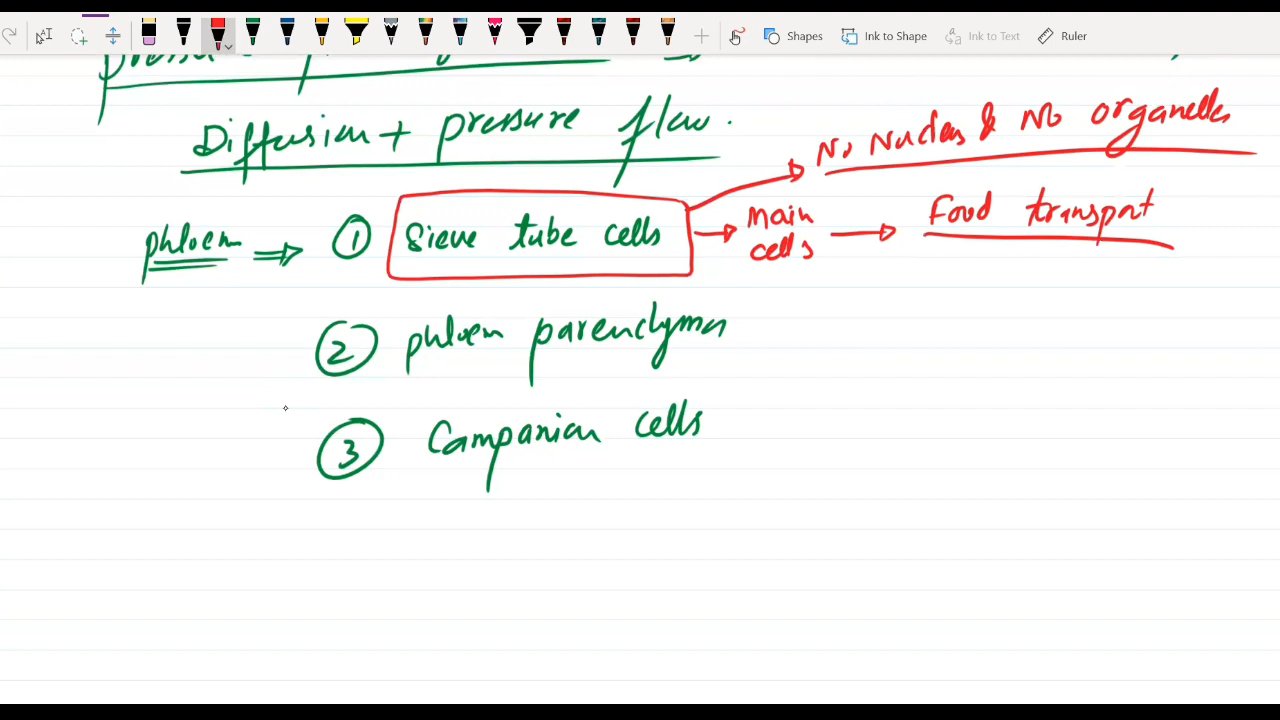 Shapes Ink to Shape Ink to Text Ruler
Diffusion + pressure flow.
No Nucleus & No organelles
phloem ⇒ ① Sieve tube cells → main cells → Food transport
② phloem parenchyma
③ Companion cells